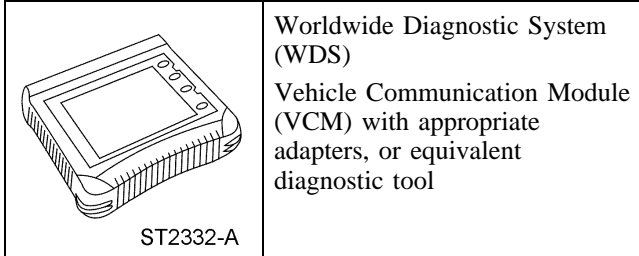 Worldwide Diagnostic System
(WDS)
Vehicle Communication Module
(VCM) with appropriate
adapters, or equivalent
diagnostic tool
ST2332-A